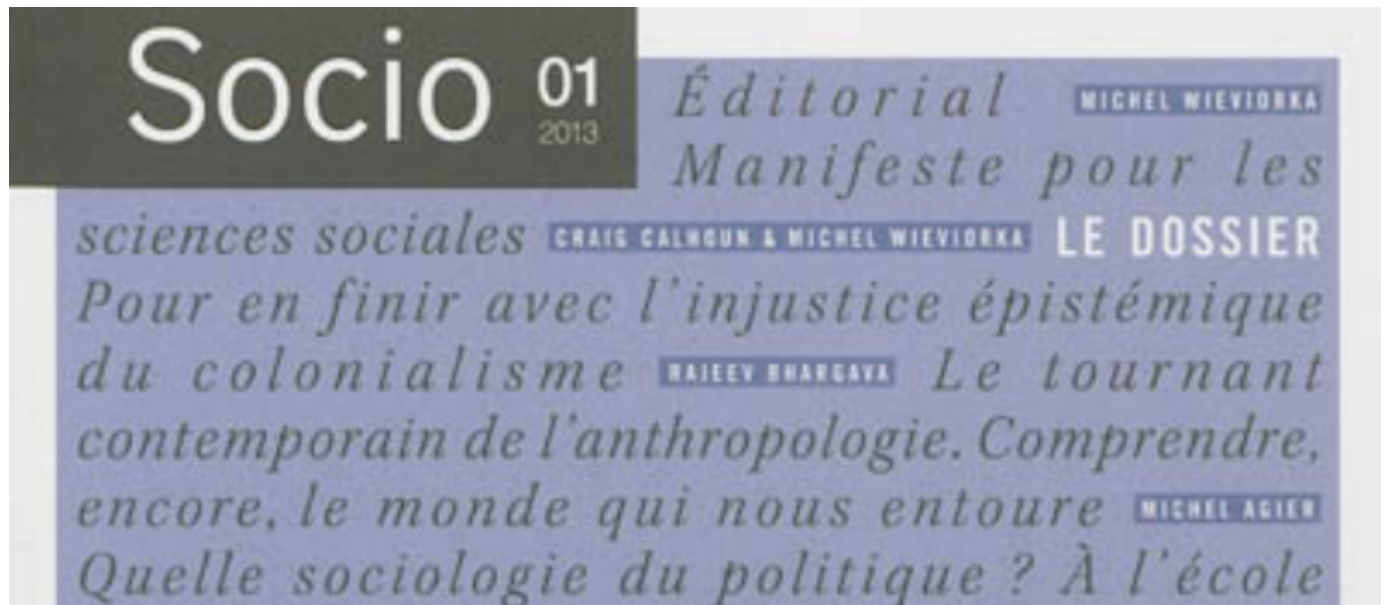 Socio 01
2013
Éditorial MICHEL WIEVIORKA
Manifeste pour les
sciences sociales CRAIG CALHOUN & MICHEL WIEVIORKA LE DOSSIER
Pour en finir avec l'injustice épistémique
du colonialisme RAJEEV BHARGAVA Le tournant
contemporain de l'anthropologie. Comprendre,
encore, le monde qui nous entoure MICHEL AGIER
Quelle sociologie du politique ? À l'école